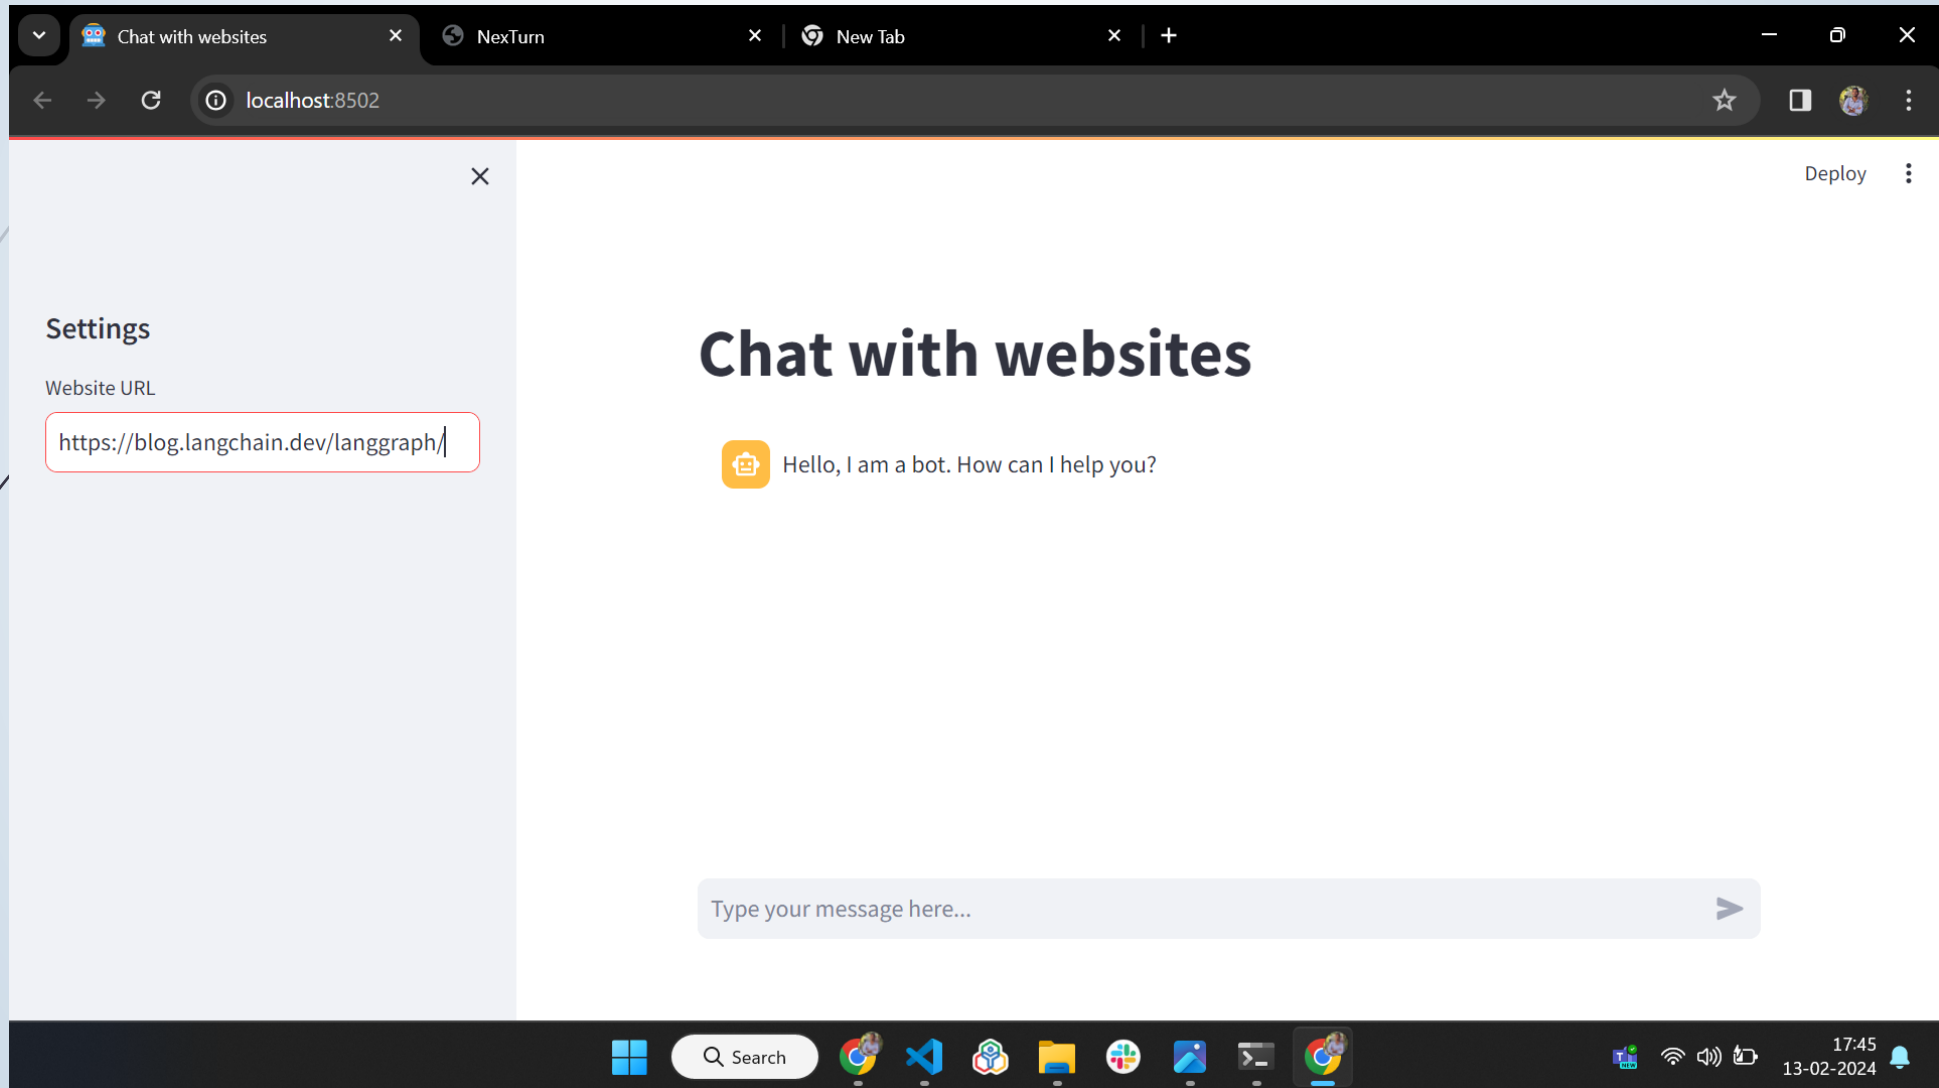 Chat with websites
NexTurn
New Tab
localhost:8502
Deploy
Settings
Website URL
https://blog.langchain.dev/langgraph/
Chat with websites
Hello, I am a bot. How can I help you?
Type your message here...
Search
NEW
17:45
13-02-2024